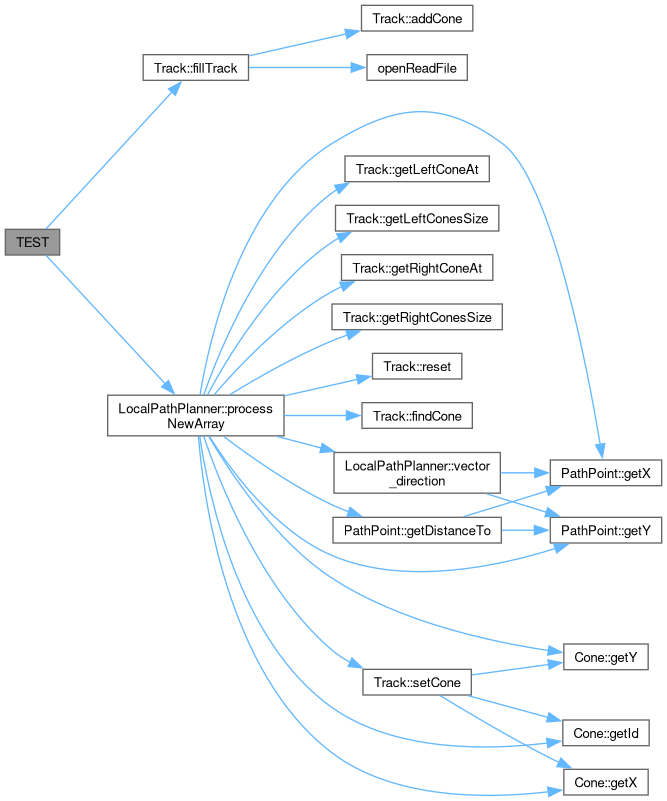 Track::addCone
Track::fillTrack
openReadFile
Track::getLeftConeAt
Track::getLeftConesSize
TEST
Track::getRightConeAt
Track::getRightConesSize
Track::reset
LocalPathPlanner::process
NewArray
Track::findCone
LocalPathPlanner::vector
_direction
PathPoint::getX
PathPoint::getDistanceTo
PathPoint::getY
Cone::getY
Track::setCone
Cone::getId
Cone::getX